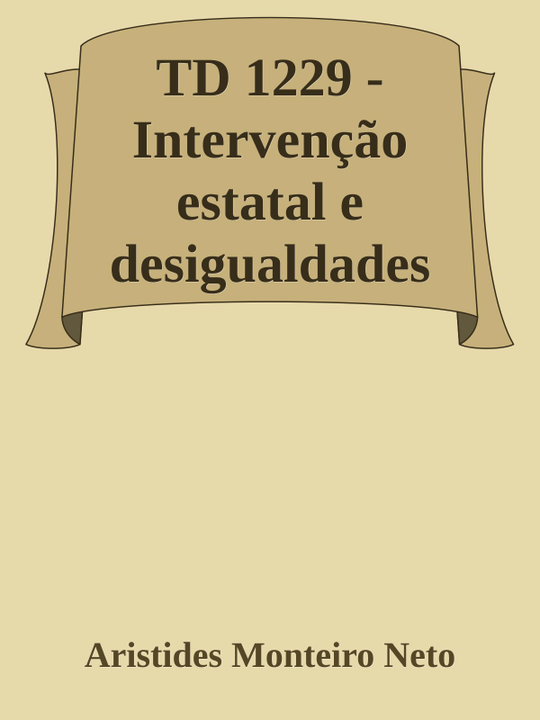 TD 1229 -
Intervenção
estatal e
desigualdades
Aristides Monteiro Neto